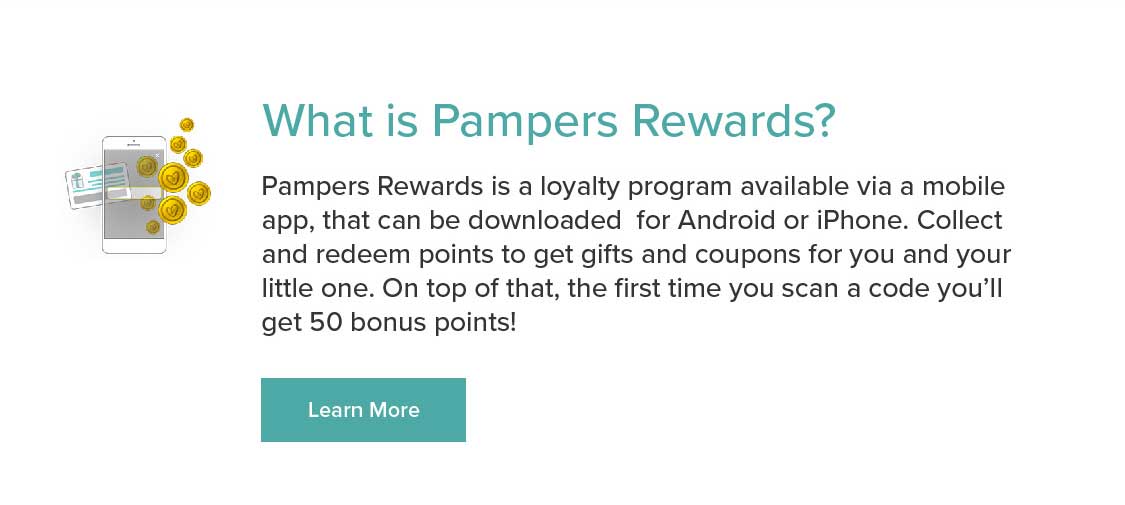 What is Pampers Rewards?
Pampers Rewards is a loyalty program available via a mobile
app, that can be downloaded  for Android or iPhone. Collect
and redeem points to get gifts and coupons for you and your
little one. On top of that, the first time you scan a code you’ll
get 50 bonus points!
Learn More